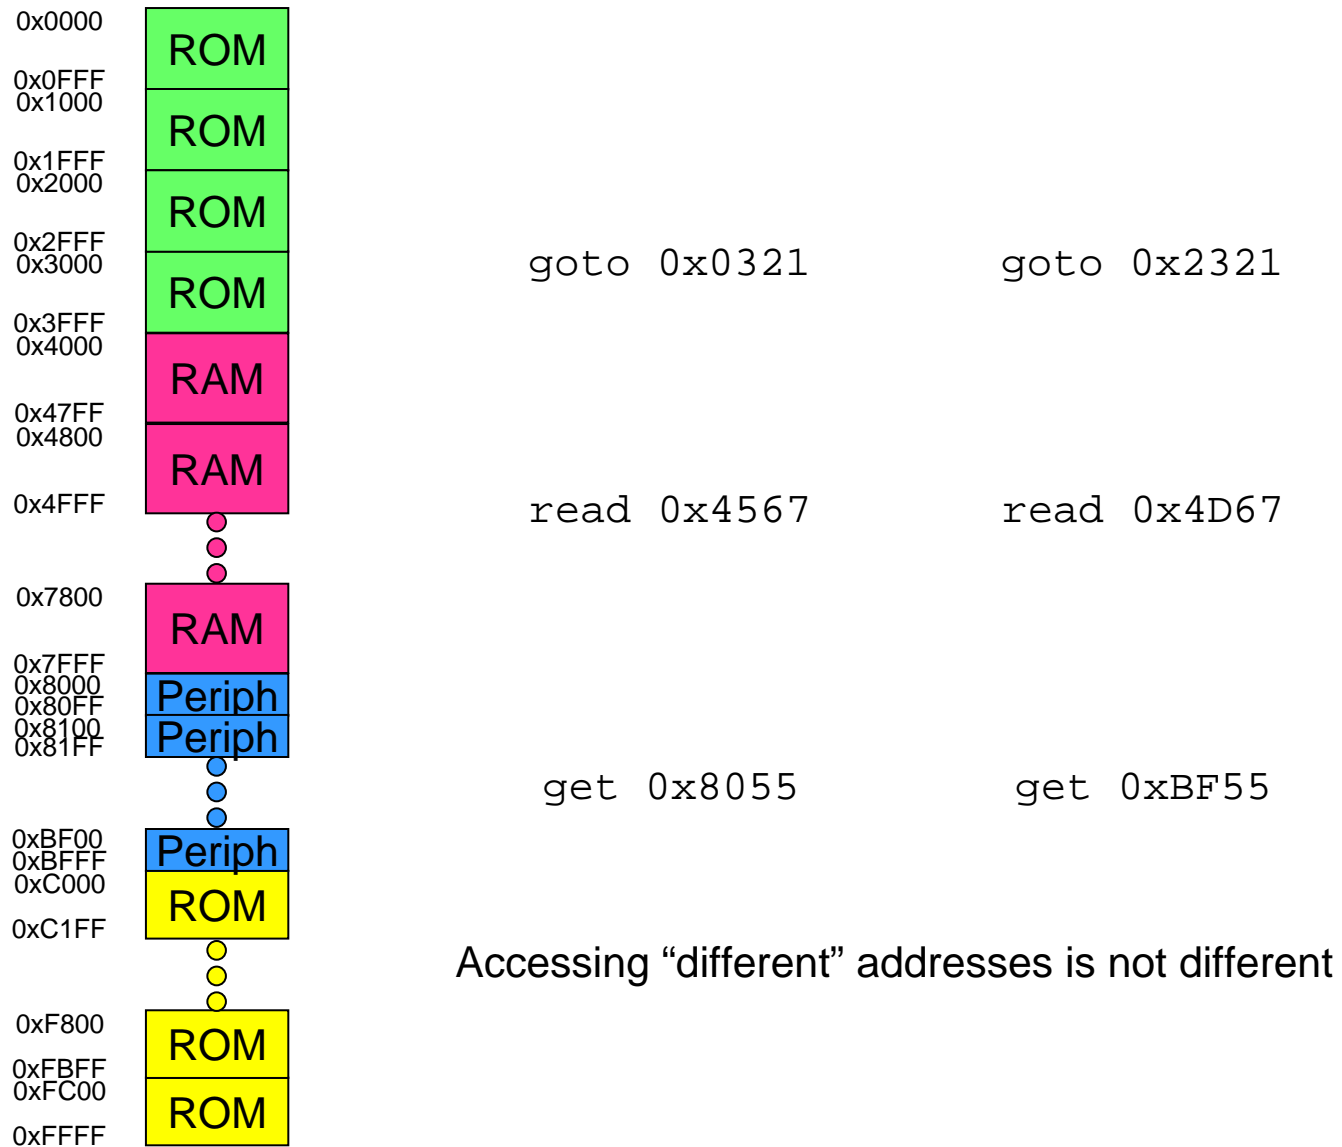 0x0000
ROM
0x0FFF
0x1000
ROM
0x1FFF
0x2000
ROM
0x2FFF
0x3000
ROM
0x3FFF
0x4000
RAM
0x47FF
0x4800
RAM
0x4FFF
0x7800
RAM
0x7FFF
0x8000
Periph
0x80FF
0x8100
Periph
0x81FF
0xBF00
Periph
0xBFFF
0xC000
ROM
0xC1FF
0xF800
ROM
0xFBFF
0xFC00
ROM
0xFFFF
goto 0x0321 goto 0x2321
read 0x4567 read 0x4D67
get 0x8055 get 0xBF55
Accessing “different” addresses is not different